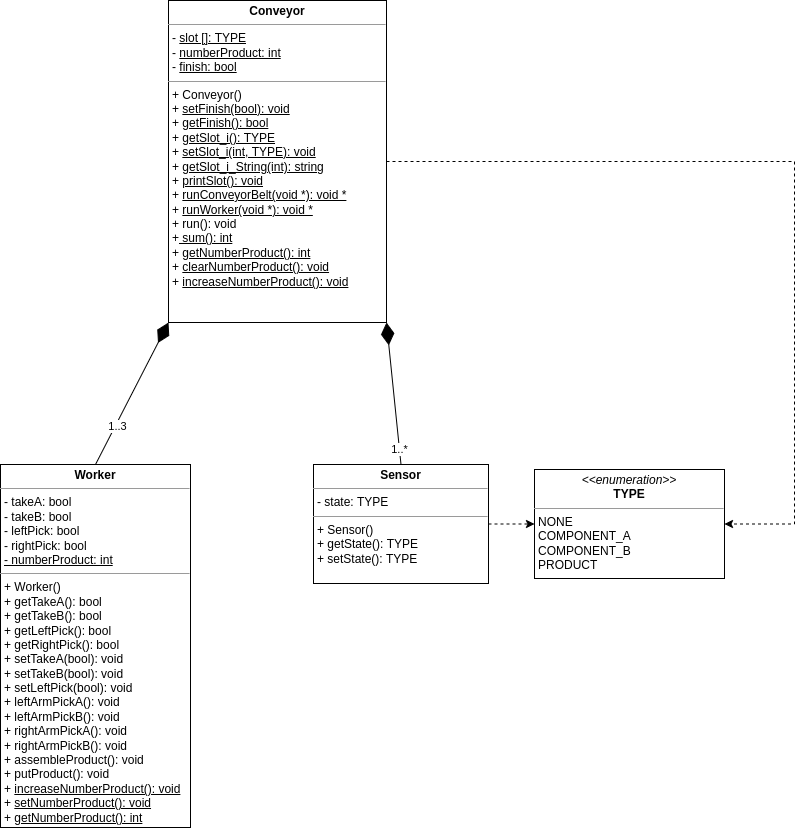 Conveyor
- slot []: TYPE
- numberProduct: int
- finish: bool
+ Conveyor()
+ setFinish(bool): void
+ getFinish(): bool
+ getSlot_i(): TYPE
+ setSlot_i(int, TYPE): void
+ getSlot_i_String(int): string
+ printSlot(): void
+ runConveyorBelt(void *): void *
+ runWorker(void *): void *
+ run(): void
+ sum(): int
+ getNumberProduct(): int
+ clearNumberProduct(): void
+ increaseNumberProduct(): void
1..3
1..*
Worker
- takeA: bool
- takeB: bool
- leftPick: bool
- rightPick: bool
- numberProduct: int
+ Worker()
+ getTakeA(): bool
+ getTakeB(): bool
+ getLeftPick(): bool
+ getRightPick(): bool
+ setTakeA(bool): void
+ setTakeB(bool): void
+ setLeftPick(bool): void
+ leftArmPickA(): void
+ leftArmPickB(): void
+ rightArmPickA(): void
+ rightArmPickB(): void
+ assembleProduct(): void
+ putProduct(): void
+ increaseNumberProduct(): void
+ setNumberProduct(): void
+ getNumberProduct(): int
Sensor
- state: TYPE
+ Sensor()
+ getState(): TYPE
+ setState(): TYPE
<<enumeration>>
TYPE
NONE
COMPONENT_A
COMPONENT_B
PRODUCT